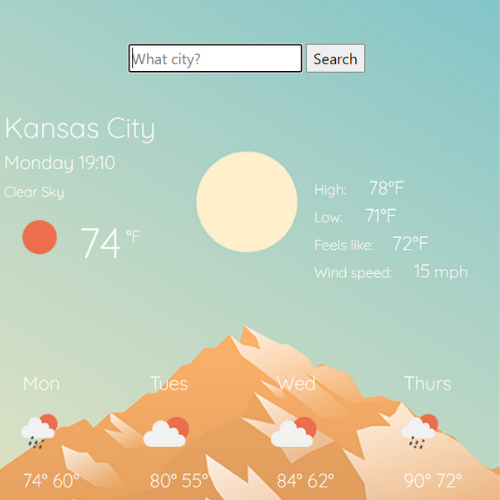 What city? Search
Kansas City
Monday 19:10
Clear Sky
74 °F
High: 78°F
Low: 71°F
Feels like: 72°F
Wind speed: 15 mph
Mon Tues Wed Thurs
74° 60° 80° 55° 84° 62° 90° 72°